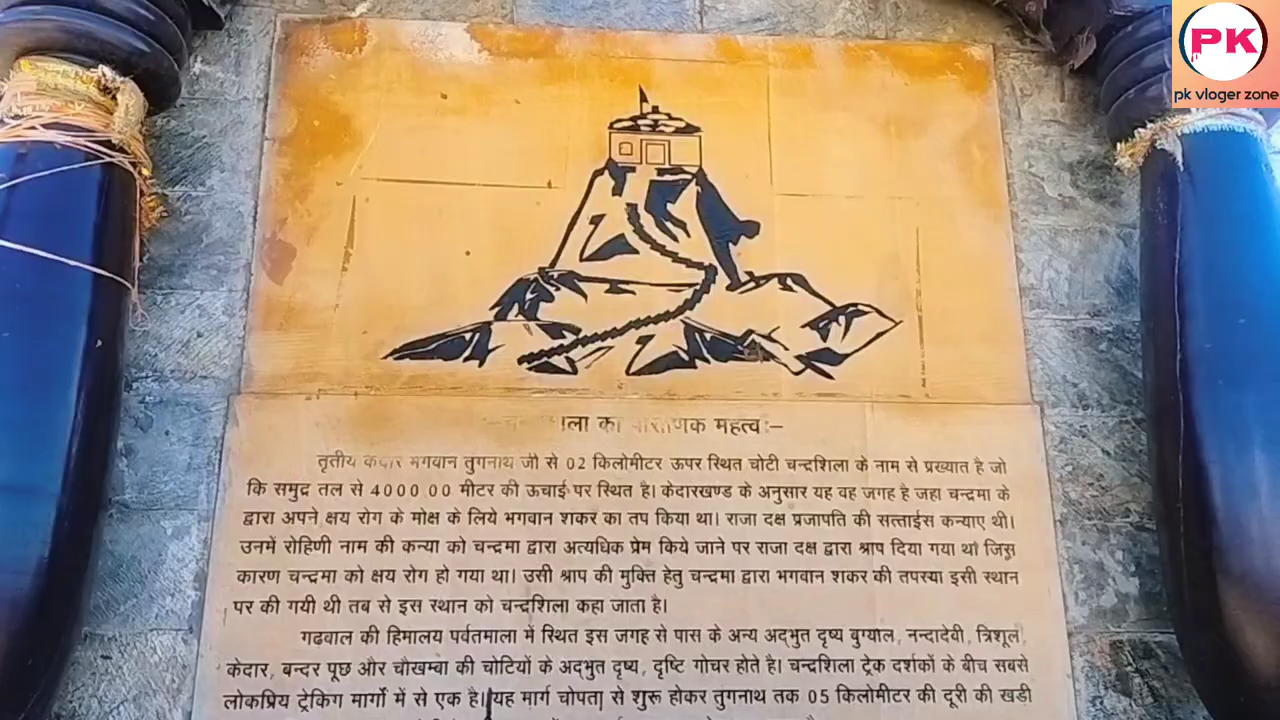 PK
pk vloger zone
महत्वः–
तृतीय केदार भगवान तुगनाथ जी से 02 किलोमीटर ऊपर स्थित चोटी चन्द्रशिला के नाम से प्रख्यात है जो
कि समुद्र तल से 4000.00 मीटर की ऊचाई पर स्थित है। केदारखण्ड के अनुसार यह वह जगह है जहा चन्द्रमा के
द्वारा अपने क्षय रोग के मोक्ष के लिये भगवान शकर का तप किया था। राजा दक्ष प्रजापति की सत्ताईस कन्याए थी।
उनमें रोहिणी नाम की कन्या को चन्द्रमा द्वारा अत्यधिक प्रेम किये जाने पर राजा दक्ष द्वारा श्राप दिया गया था जिस
कारण चन्द्रमा को क्षय रोग हो गया था। उसी श्राप की मुक्ति हेतु चन्द्रमा द्वारा भगवान शकर की तपस्या इसी स्थान
पर की गयी थी तब से इस स्थान को चन्द्रशिला कहा जाता है।
गढवाल की हिमालय पर्वतमाला में स्थित इस जगह से पास के अन्य अद्भुत दृष्य बुग्याल, नन्दादेवी, त्रिशूल,
केदार, बन्दर पूछ और चौखम्बा की चोटियों के अद्भुत दृष्य, दृष्टि गोचर होते है। चन्द्रशिला ट्रेक दर्शकों के बीच सबसे
लोकप्रिय ट्रेकिग मार्गो में से एक है। यह मार्ग चोपता से शुरू होकर तुगनाथ तक 05 किलोमीटर की दूरी की खड़ी